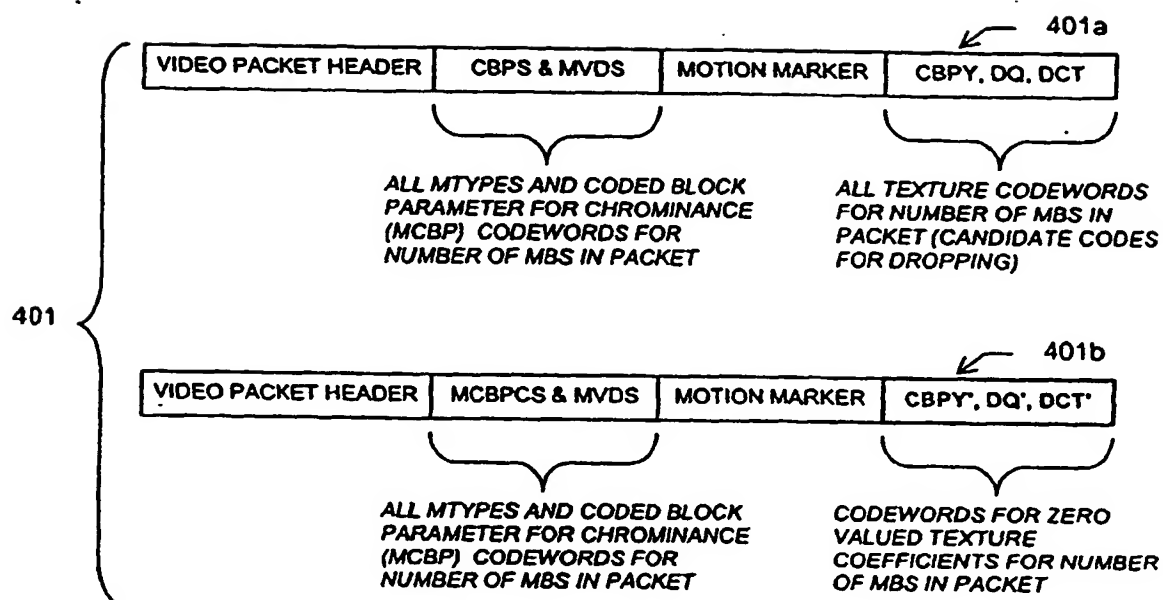 401a
VIDEO PACKET HEADER CBPS & MVDS MOTION MARKER CBPY, DQ, DCT
ALL MTYPES AND CODED BLOCK
PARAMETER FOR CHROMINANCE
(MCBP) CODEWORDS FOR
NUMBER OF MBS IN PACKET
ALL TEXTURE CODEWORDS
FOR NUMBER OF MBS IN
PACKET (CANDIDATE CODES
FOR DROPPING)
401
401b
VIDEO PACKET HEADER MCBPCS & MVDS MOTION MARKER CBPY', DQ', DCT'
ALL MTYPES AND CODED BLOCK
PARAMETER FOR CHROMINANCE
(MCBP) CODEWORDS FOR
NUMBER OF MBS IN PACKET
CODEWORDS FOR ZERO
VALUED TEXTURE
COEFFICIENTS FOR NUMBER
OF MBS IN PACKET